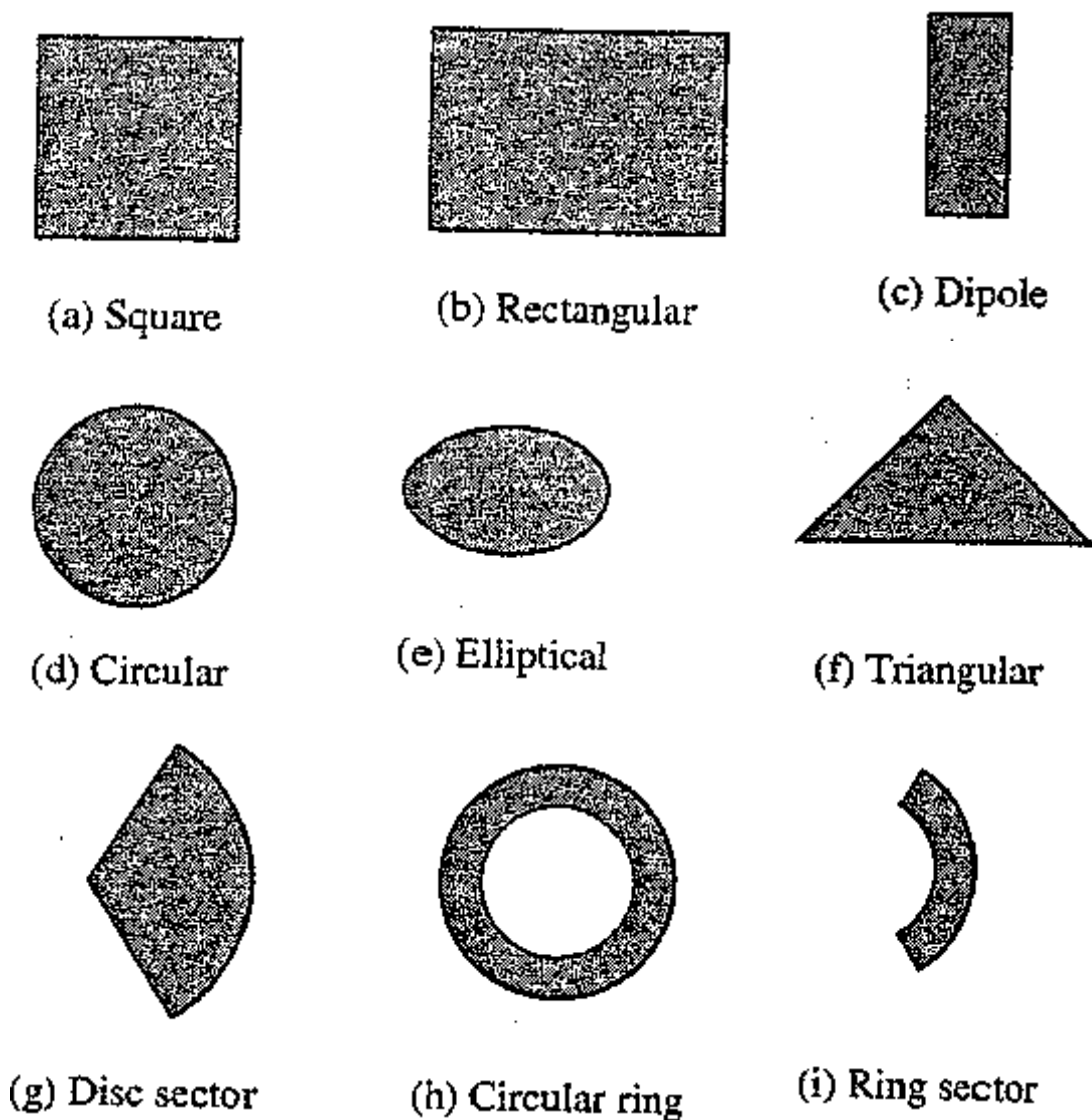 (a) Square
(b) Rectangular
(c) Dipole
(d) Circular
(e) Elliptical
(f) Triangular
(g) Disc sector
(h) Circular ring
(i) Ring sector